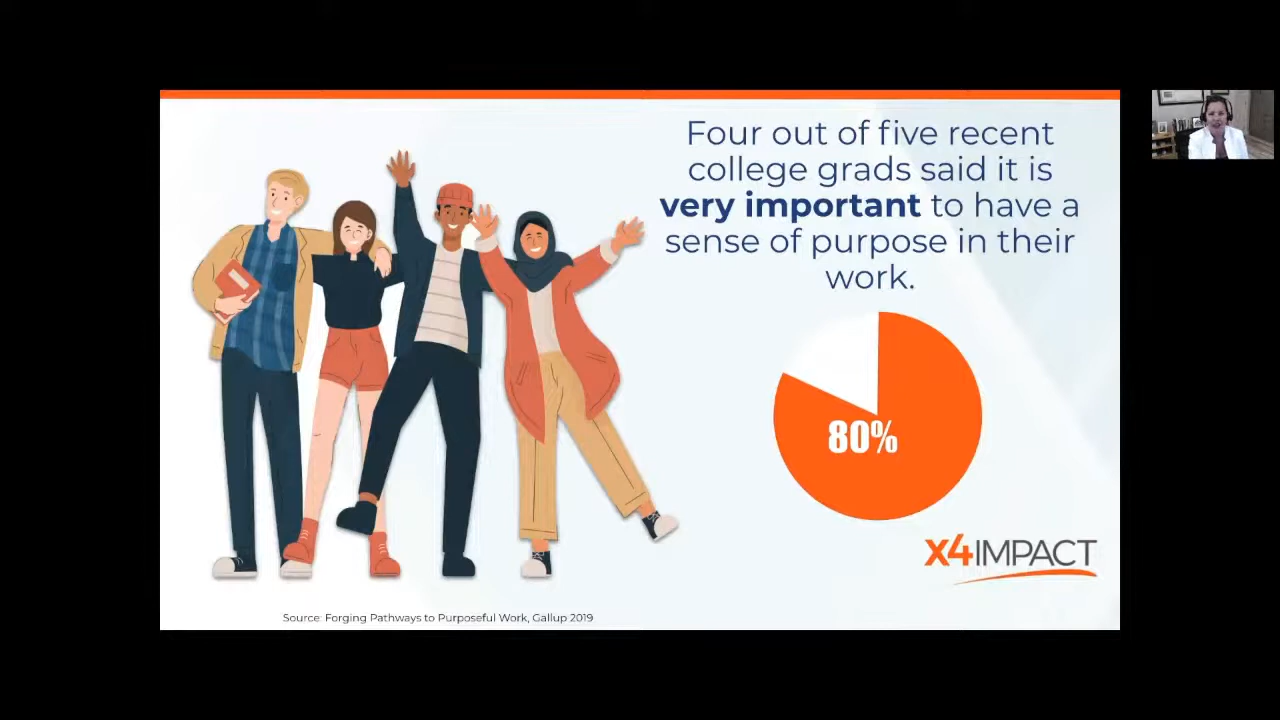 Four out of five recent
college grads said it is
very important to have a
sense of purpose in their
work.
80%
X4IMPACT
Source: Forging Pathways to Purposeful Work, Gallup 2019